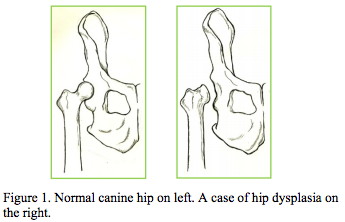 Figure 1. Normal canine hip on left. A case of hip dysplasia on
the right.